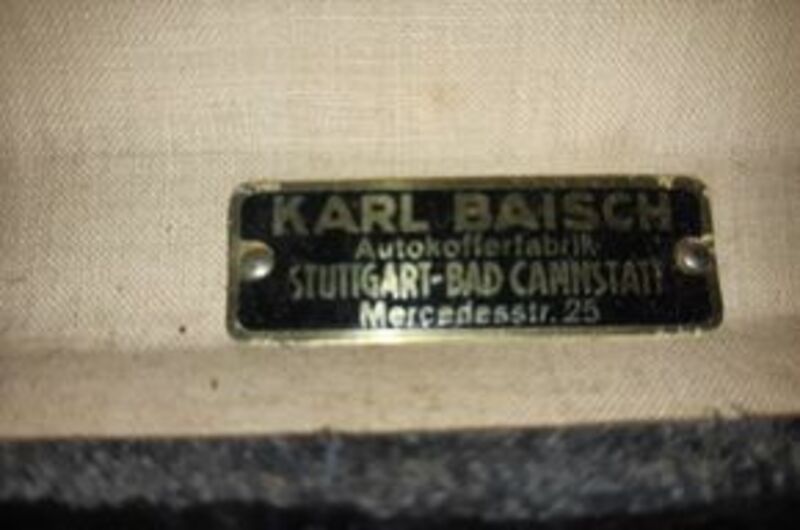 KARL BAISCH
Autokofferfabrik
STUTTGART-BAD CANNSTATT
Mercedesstr. 25